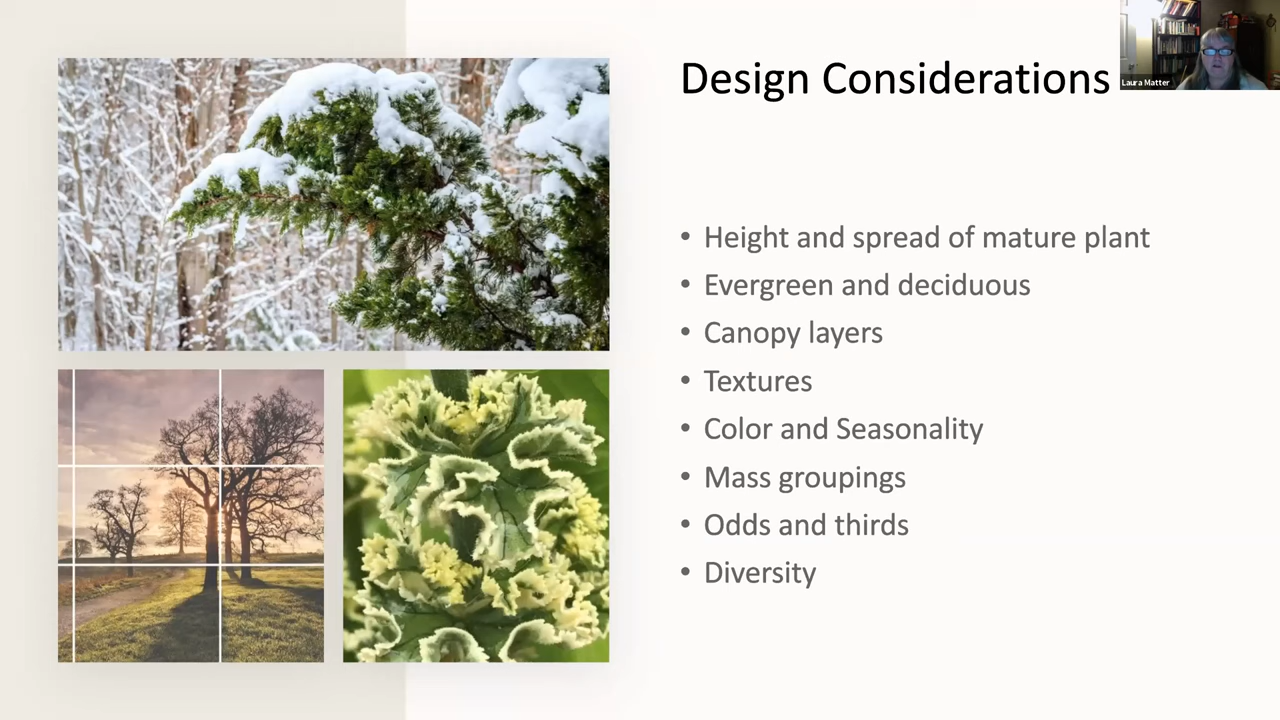 Design Considerations
Laura Matter
• Height and spread of mature plant
• Evergreen and deciduous
• Canopy layers
• Textures
• Color and Seasonality
• Mass groupings
• Odds and thirds
• Diversity